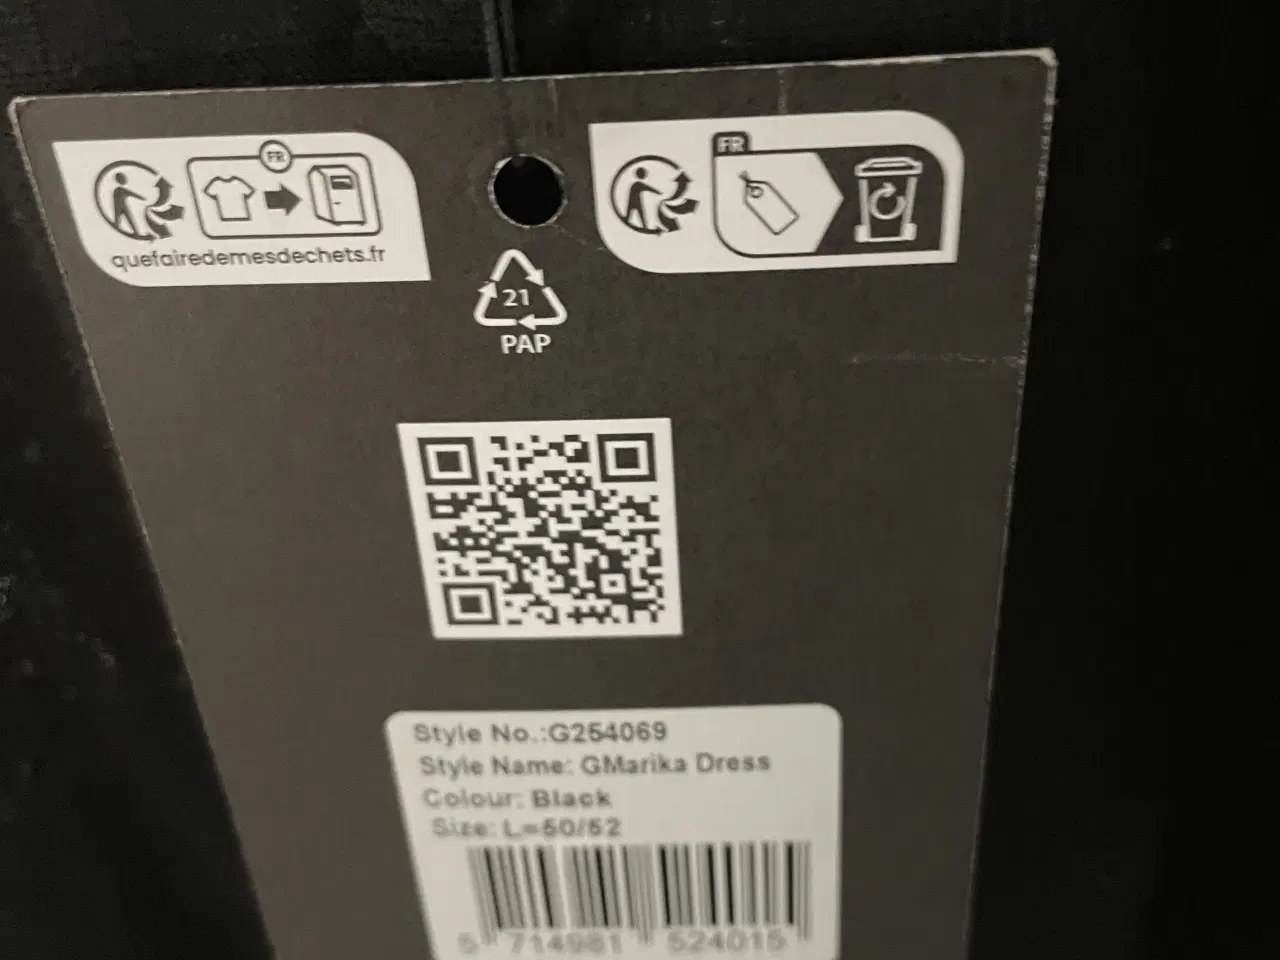 FR
quefairedemesdechets.fr
FR
21
PAP
Style No.:G254069
Style Name: GMarika Dress
Colour: Black
Size: L=50/52
5 714981 524015